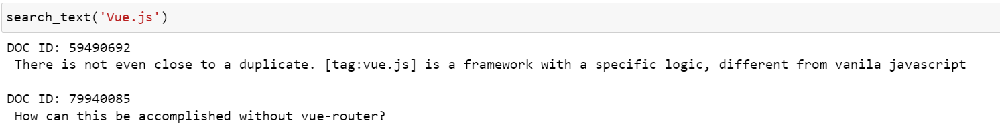 search_text('Vue.js')
DOC ID: 59490692
There is not even close to a duplicate. [tag:vue.js] is a framework with a specific logic, different from vanila javascript
DOC ID: 79940085
How can this be accomplished without vue-router?